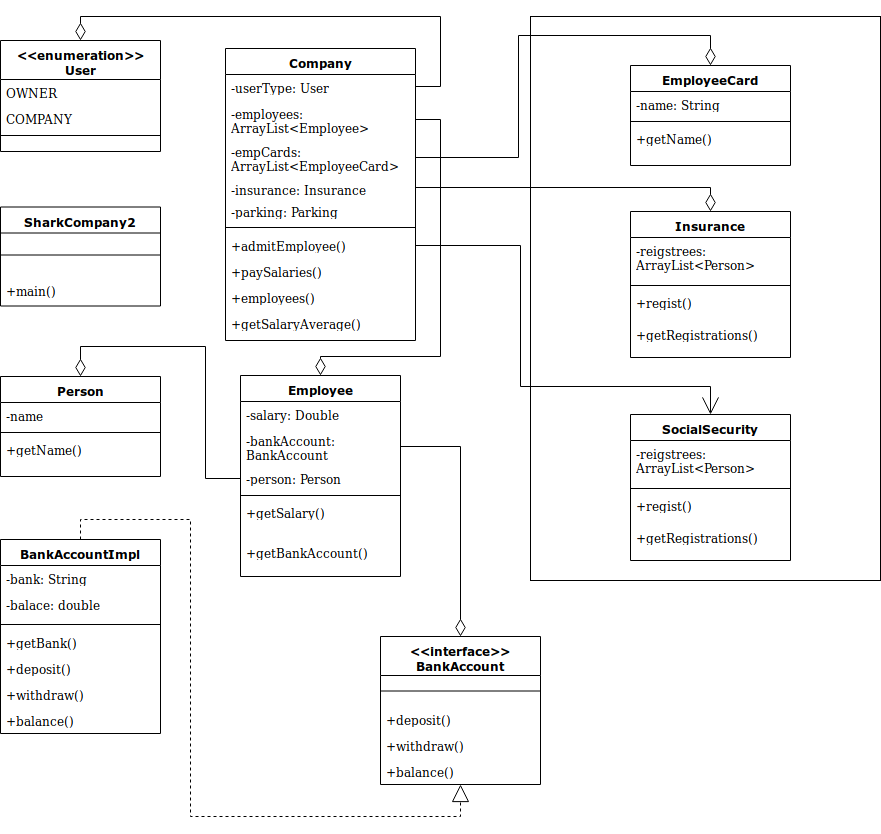 <<enumeration>>
User
OWNER
COMPANY
Company
-userType: User
-employees:
ArrayList<Employee>
-empCards:
ArrayList<EmployeeCard>
-insurance: Insurance
-parking: Parking
+admitEmployee()
+paySalaries()
+employees()
+getSalaryAverage()
EmployeeCard
-name: String
+getName()
SharkCompany2
+main()
Insurance
-reigstrees:
ArrayList<Person>
+regist()
+getRegistrations()
Person
-name
+getName()
Employee
-salary: Double
-bankAccount:
BankAccount
-person: Person
+getSalary()
+getBankAccount()
SocialSecurity
-reigstrees:
ArrayList<Person>
+regist()
+getRegistrations()
BankAccountImpl
-bank: String
-balace: double
+getBank()
+deposit()
+withdraw()
+balance()
<<interface>>
BankAccount
+deposit()
+withdraw()
+balance()